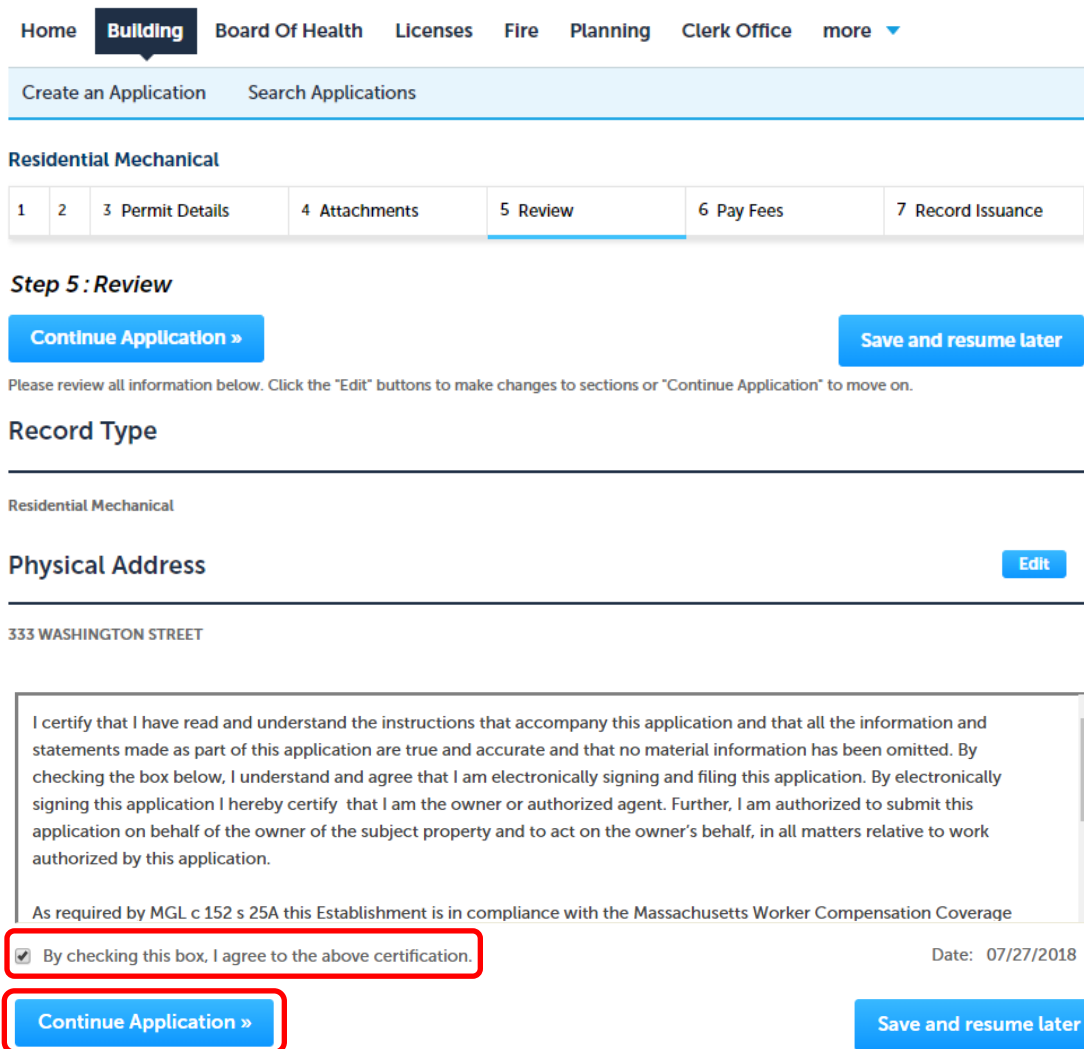 Home Building Board Of Health Licenses Fire Planning Clerk Office more
Create an Application Search Applications
Residential Mechanical
1 2 3 Permit Details 4 Attachments 5 Review 6 Pay Fees 7 Record Issuance
Step 5 : Review
Continue Application » Save and resume later
Please review all information below. Click the "Edit" buttons to make changes to sections or "Continue Application" to move on.
Record Type
Residential Mechanical
Physical Address Edit
333 WASHINGTON STREET
I certify that I have read and understand the instructions that accompany this application and that all the information and
statements made as part of this application are true and accurate and that no material information has been omitted. By
checking the box below, I understand and agree that I am electronically signing and filing this application. By electronically
signing this application I hereby certify that I am the owner or authorized agent. Further, I am authorized to submit this
application on behalf of the owner of the subject property and to act on the owner's behalf, in all matters relative to work
authorized by this application.
As required by MGL c 152 s 25A this Establishment is in compliance with the Massachusetts Worker Compensation Coverage
By checking this box, I agree to the above certification. Date: 07/27/2018
Continue Application » Save and resume later